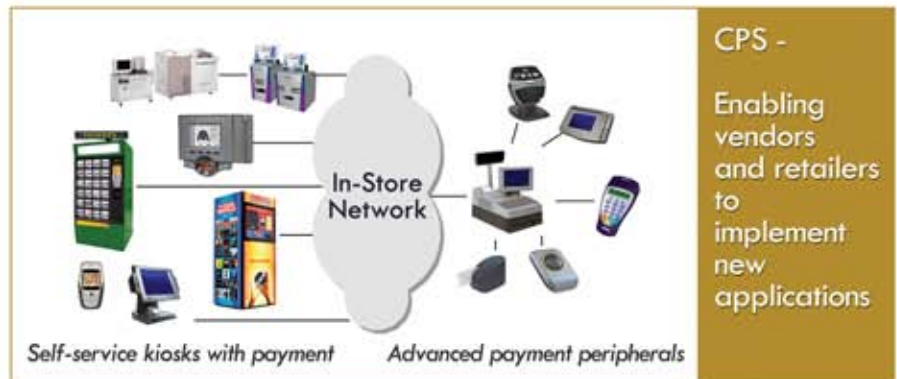 In-Store
Network
Self-service kiosks with payment
Advanced payment peripherals
CPS -
Enabling
vendors
and retailers
to
implement
new
applications